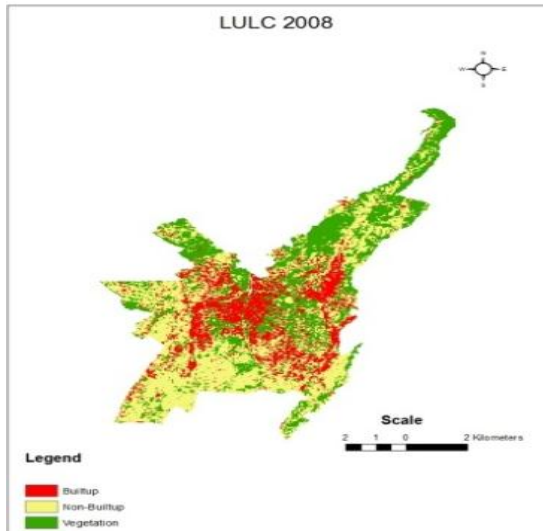 LULC 2008
N
W E
S
Scale
2 1 0 2 Kilometers
Legend
Builtup
Non-Builtup
Vegetation